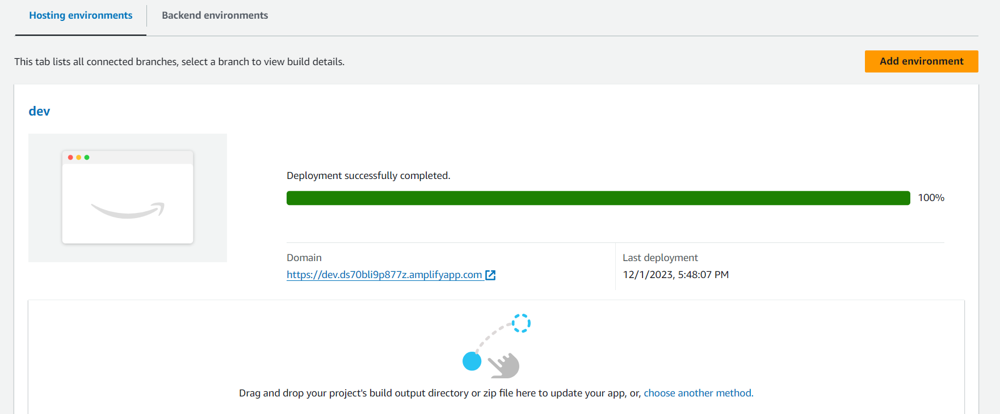 Hosting environments
Backend environments
This tab lists all connected branches, select a branch to view build details.
Add environment
dev
Deployment successfully completed.
100%
Domain
https://dev.ds70bli9p877z.amplifyapp.com
Last deployment
12/1/2023, 5:48:07 PM
Drag and drop your project's build output directory or zip file here to update your app, or, choose another method.